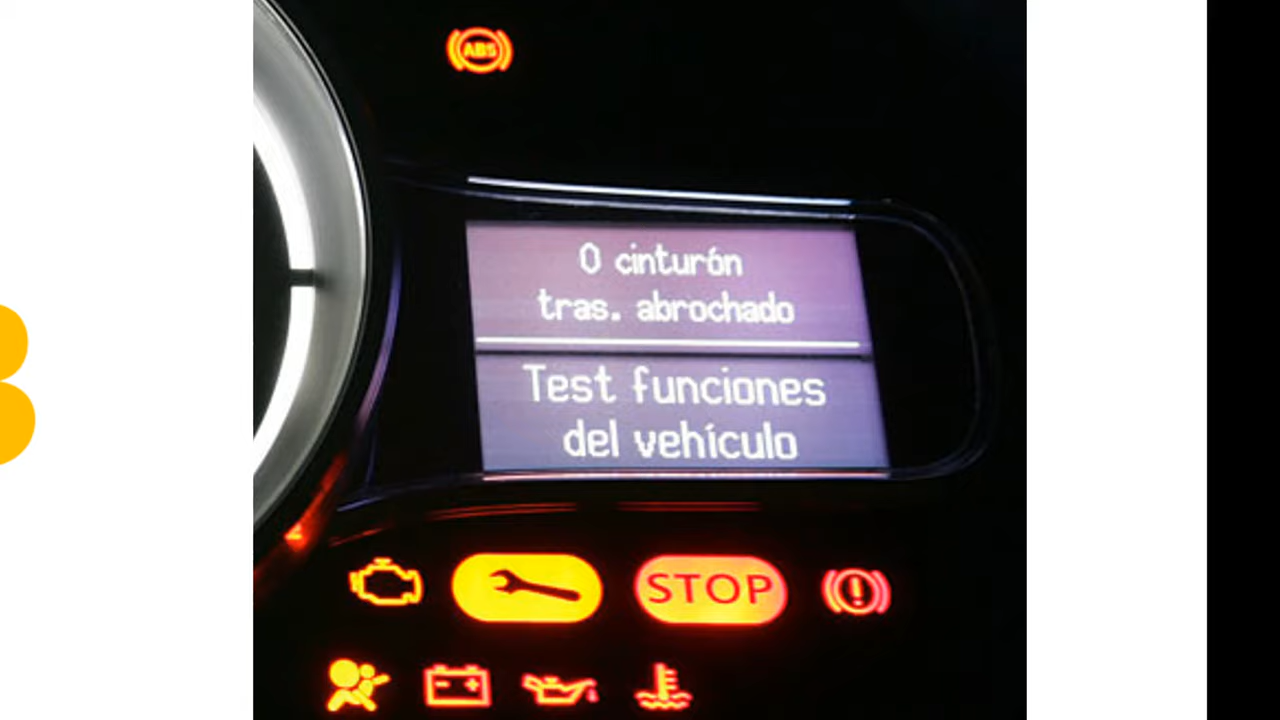 ABS
0 cinturón
tras. abrochado
Test funciones
del vehículo
STOP